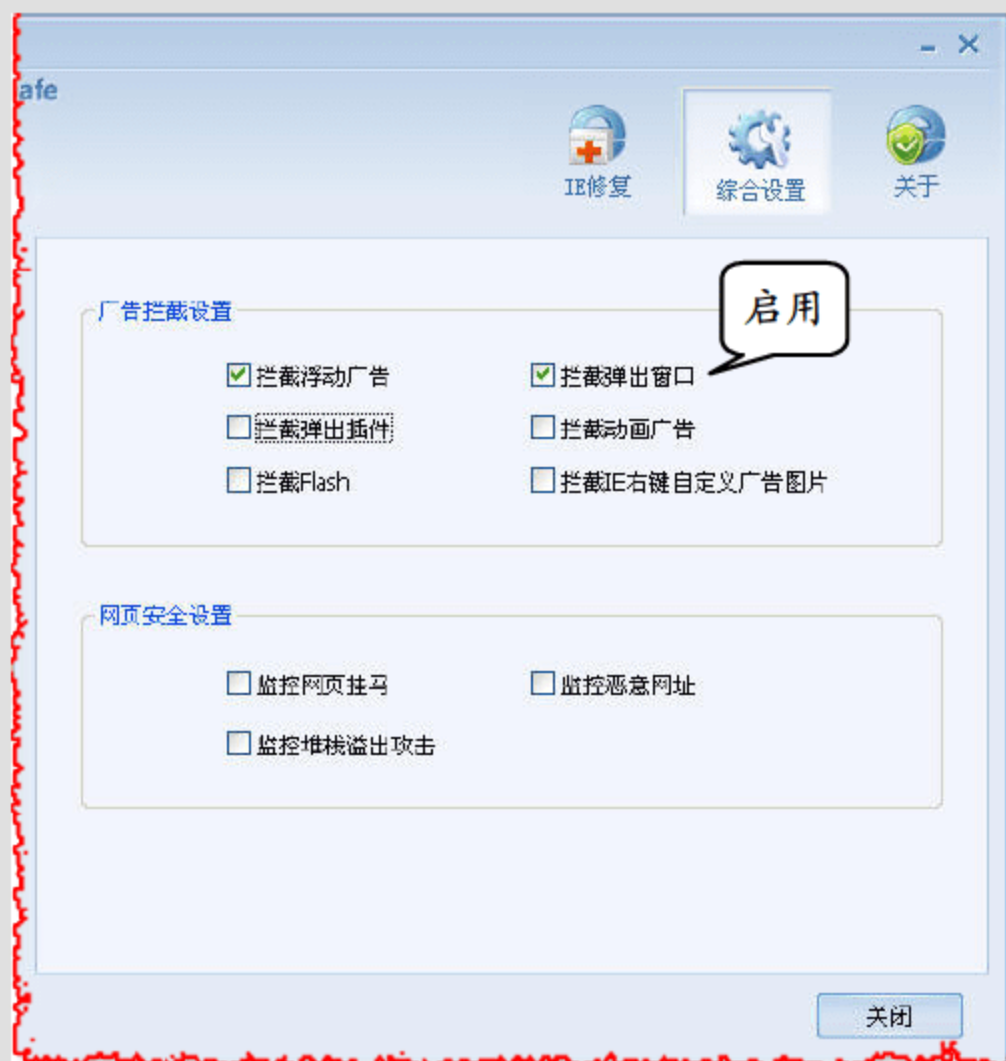 afe
IE修复 综合设置 关于
启用
广告拦截设置
拦截浮动广告 拦截弹出窗口
拦截弹出插件 拦截动画广告
拦截Flash 拦截IE右键自定义广告图片
网页安全设置
监控网页挂马 监控恶意网址
监控堆栈溢出攻击
关闭